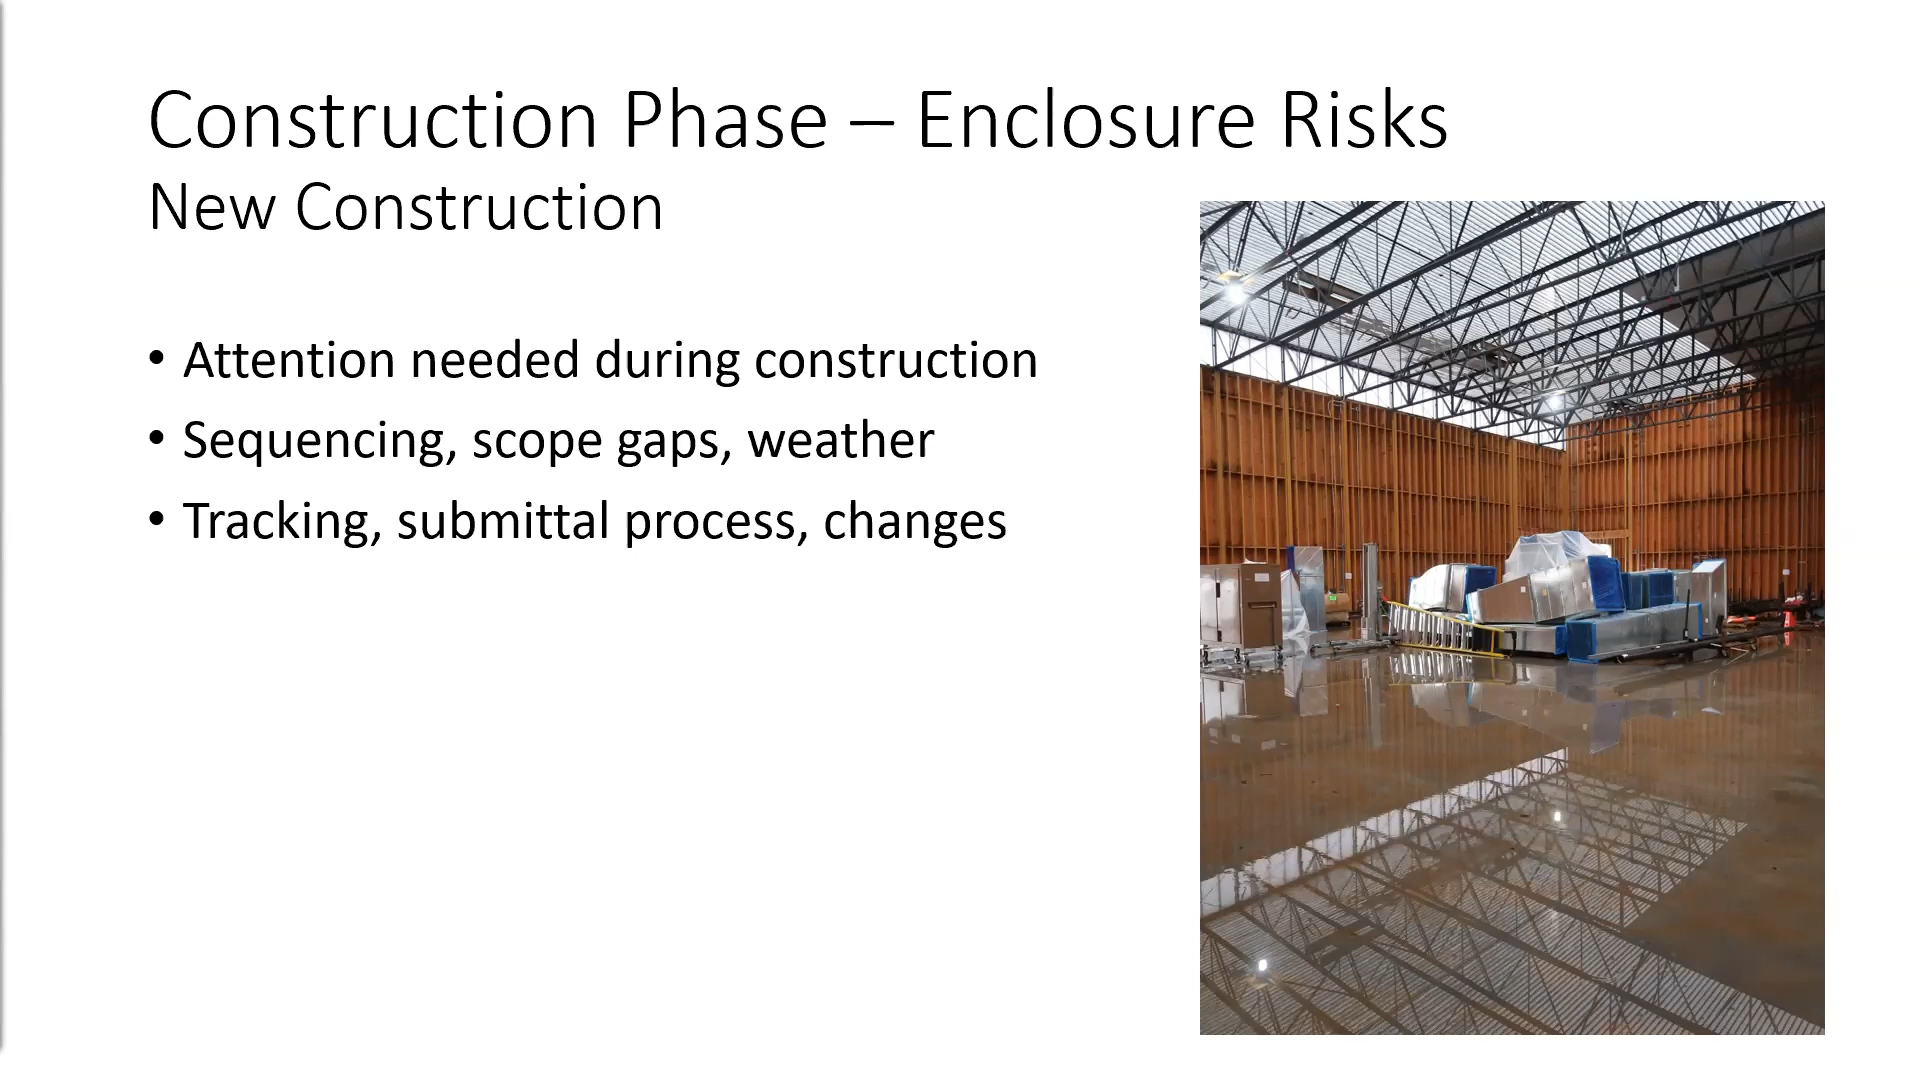 Construction Phase – Enclosure Risks
New Construction
• Attention needed during construction
• Sequencing, scope gaps, weather
• Tracking, submittal process, changes